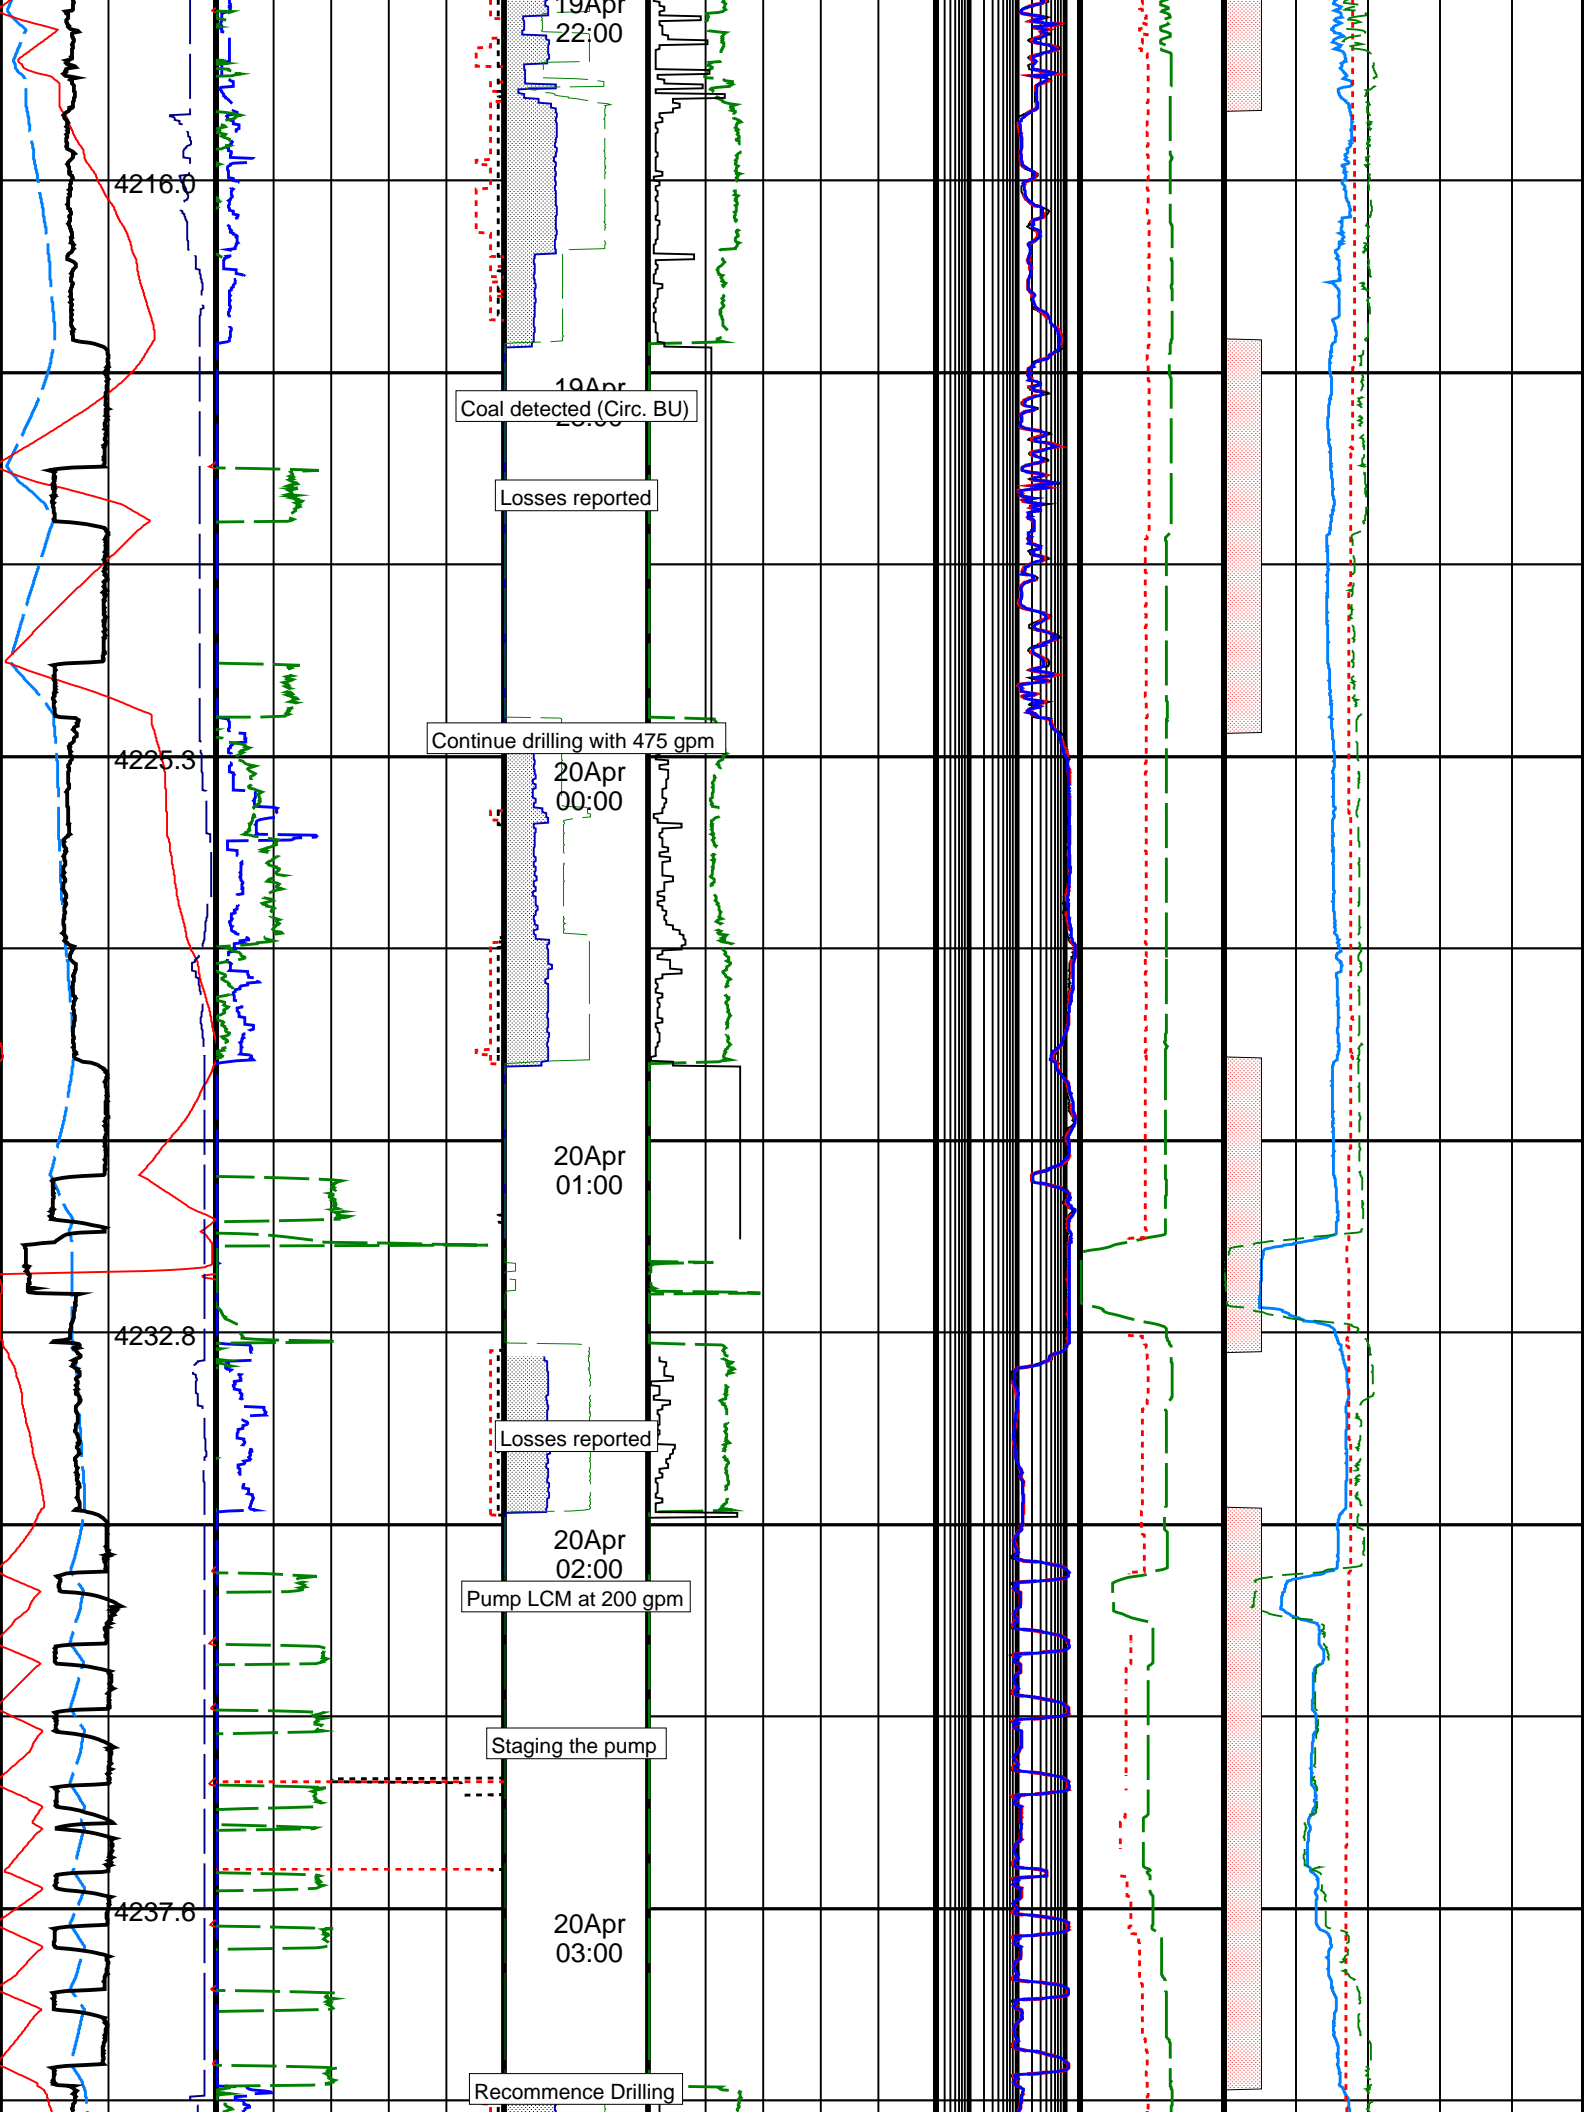 19Apr
22:00
4216.0
19Apr
Coal detected (Circ. BU)
Losses reported
Continue drilling with 475 gpm
4225.3
20Apr
00:00
20Apr
01:00
4232.8
Losses reported
20Apr
02:00
Pump LCM at 200 gpm
Staging the pump
4237.6
20Apr
03:00
Recommence Drilling